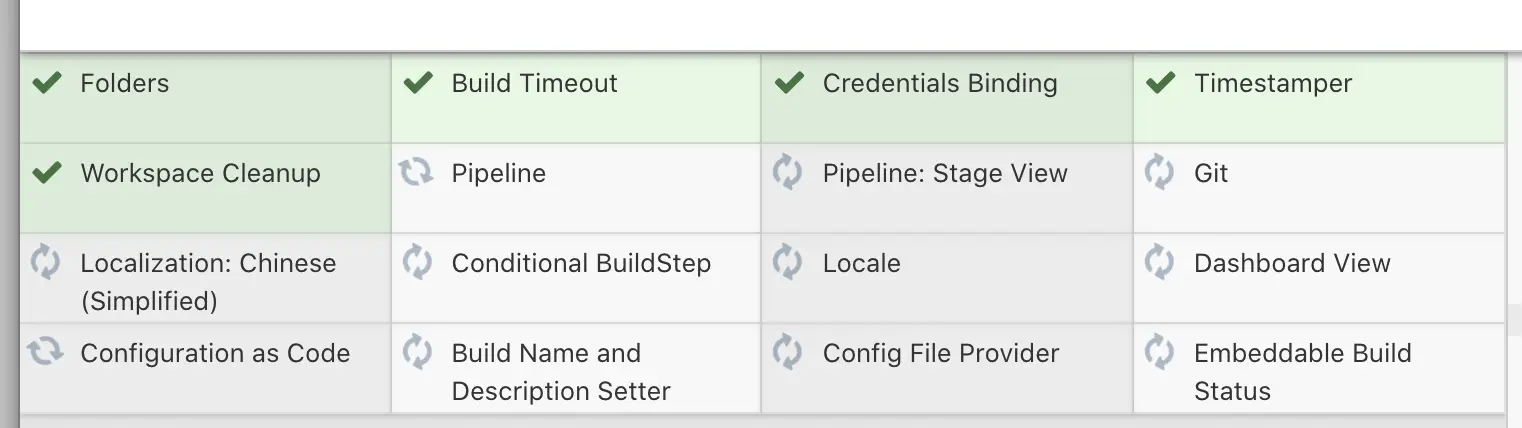 Folders
Build Timeout
Credentials Binding
Timestamper
Workspace Cleanup
Pipeline
Pipeline: Stage View
Git
Localization: Chinese
(Simplified)
Conditional BuildStep
Locale
Dashboard View
Configuration as Code
Build Name and
Description Setter
Config File Provider
Embeddable Build
Status